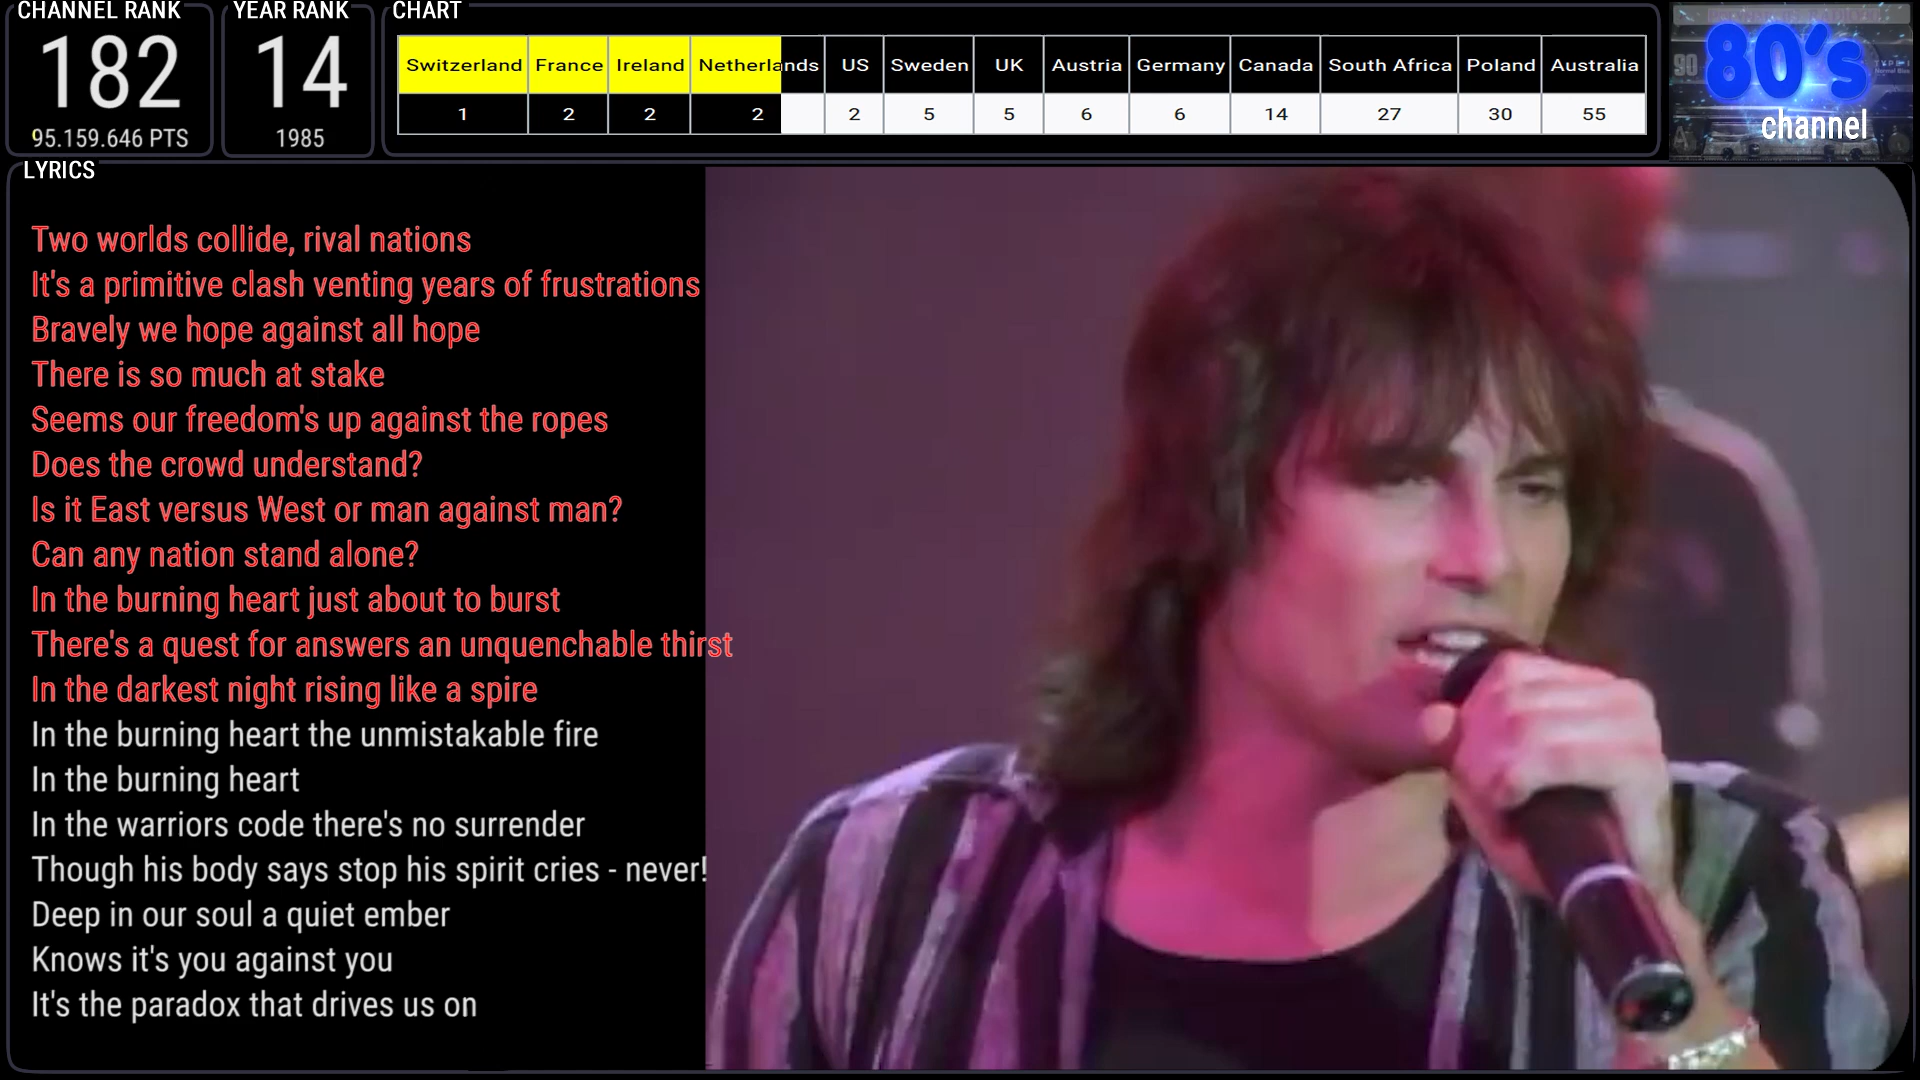 CHANNEL RANK
182
95.159.646 PTS
YEAR RANK
14
1985
CHART
Switzerland France Ireland Netherlands US Sweden UK Austria Germany Canada South Africa Poland Australia
1 2 2 2 2 5 5 6 6 14 27 30 55
80's
channel
90
TYPE I
LYRICS
Two worlds collide, rival nations
It's a primitive clash venting years of frustrations
Bravely we hope against all hope
There is so much at stake
Seems our freedom's up against the ropes
Does the crowd understand?
Is it East versus West or man against man?
Can any nation stand alone?
In the burning heart just about to burst
There's a quest for answers an unquenchable thirst
In the darkest night rising like a spire
In the burning heart the unmistakable fire
In the burning heart
In the warriors code there's no surrender
Though his body says stop his spirit cries - never!
Deep in our soul a quiet ember
Knows it's you against you
It's the paradox that drives us on